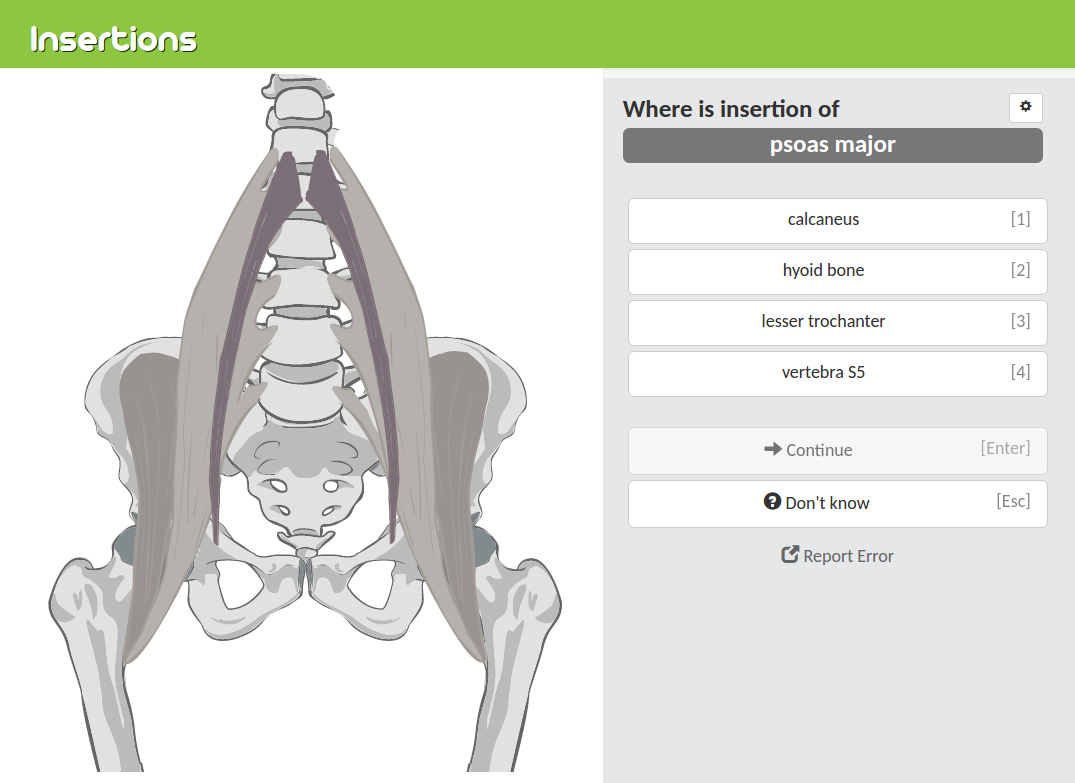 Insertions
Where is insertion of
psoas major
calcaneus [1]
hyoid bone [2]
lesser trochanter [3]
vertebra S5 [4]
Continue [Enter]
Don't know [Esc]
Report Error